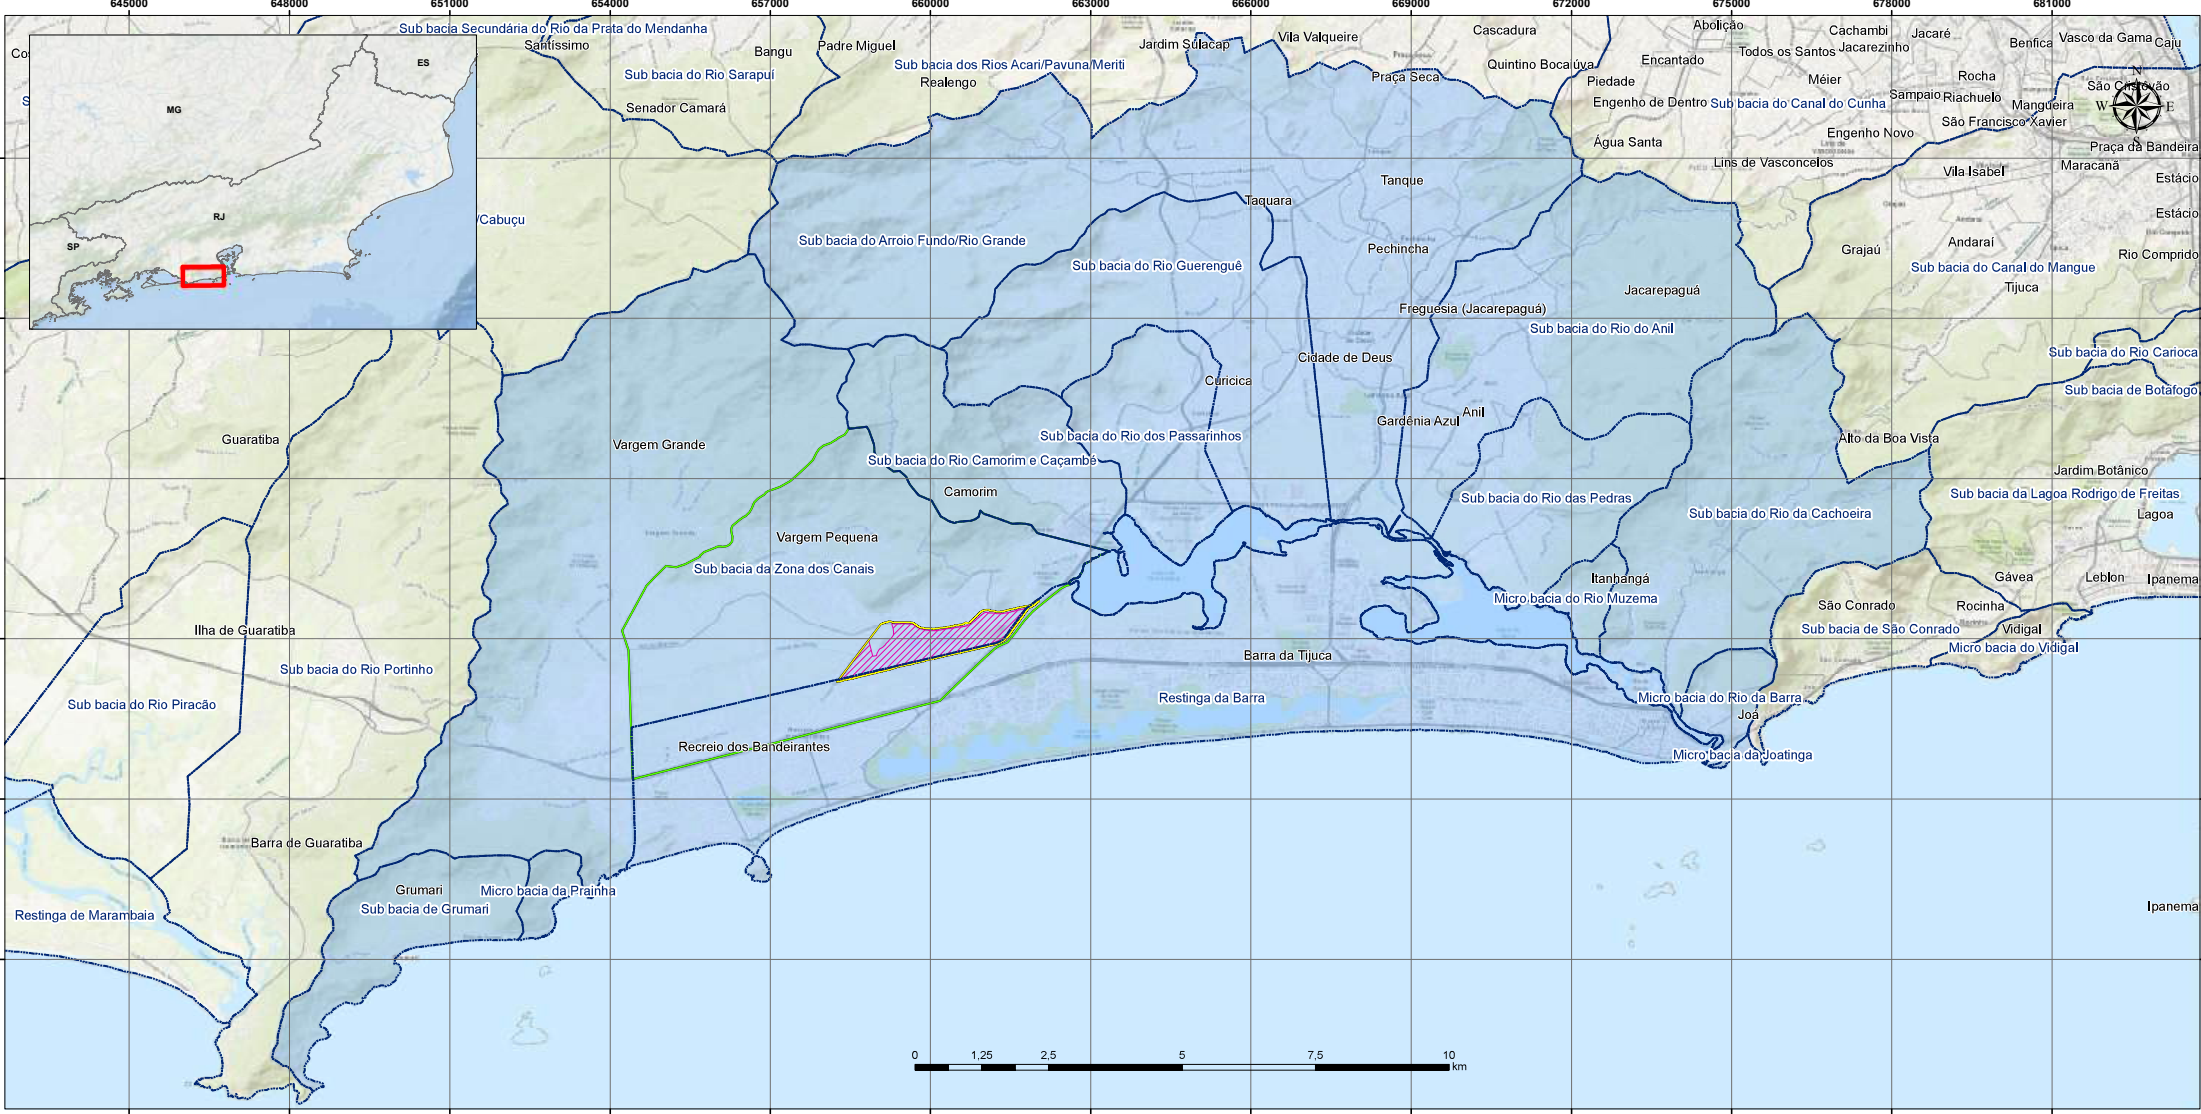 645000 648000 651000 654000 657000 660000 663000 666000 669000 672000 675000 678000 681000
Sub bacia Secundária do Rio da Prata do Mendanha
Santíssimo
Bangu
Padre Miguel
Jardim Sulacap
Vila Valqueire
Cascadura
Abolição
Cachambi
Jacaré
Benfica
Vasco da Gama
Caju
Todos os Santos
Jacarezinho
Sub bacia do Rio Sarapuí
Sub bacia dos Rios Acari/Pavuna/Meriti
Realengo
Quintino Bocaiúva
Encantado
Praça Seca
Piedade
Méier
Rocha
São Cristóvão
Senador Camará
Engenho de Dentro
Sub bacia do Canal do Cunha
Sampaio
Riachuelo
Mangueira
N
W
E
S
São Francisco Xavier
Engenho Novo
Água Santa
Praça da Bandeira
Lins de Vasconcelos
Maracanã
Vila Isabel
Estácio
Estácio
ES
MG
RJ
SP
/Cabuçu
Tanque
Taquara
Sub bacia do Arroio Fundo/Rio Grande
Pechincha
Grajaú
Andaraí
Rio Comprido
Sub bacia do Rio Guerenguê
Sub bacia do Canal do Mangue
Tijuca
Jacarepaguá
Freguesia (Jacarepaguá)
Sub bacia do Rio do Anil
Cidade de Deus
Sub bacia do Rio Carioca
Curicica
Sub bacia de Botafogo
Gardênia Azul
Anil
Guaratiba
Vargem Grande
Sub bacia do Rio dos Passarinhos
Alto da Boa Vista
Sub bacia do Rio Camorim e Caçambé
Jardim Botânico
Camorim
Sub bacia do Rio das Pedras
Sub bacia da Lagoa Rodrigo de Freitas
Sub bacia do Rio da Cachoeira
Lagoa
Vargem Pequena
Sub bacia da Zona dos Canais
Itanhangá
Gávea
Leblon
Ipanema
Micro bacia do Rio Muzema
São Conrado
Rocinha
Ilha de Guaratiba
Sub bacia de São Conrado
Vidigal
Micro bacia do Vidigal
Barra da Tijuca
Sub bacia do Rio Portinho
Restinga da Barra
Micro bacia do Rio da Barra
Sub bacia do Rio Piracão
Joá
Recreio dos Bandeirantes
Micro bacia da Joatinga
Barra de Guaratiba
Grumari
Micro bacia da Prainha
Sub bacia de Grumari
Restinga de Marambaia
Ipanema
0 1,25 2,5 5 7,5 10
km